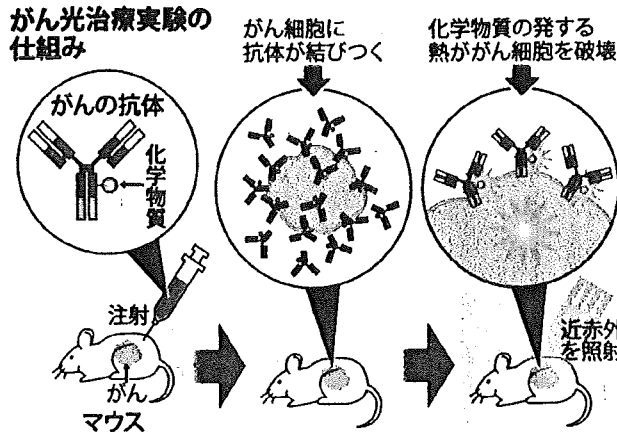 がん光治療実験の
仕組み
がんの抗体
化学物質
注射
がん
マウス
がん細胞に
抗体が結びつく
化学物質の発する
熱ががん細胞を破壊
近赤外
を照射